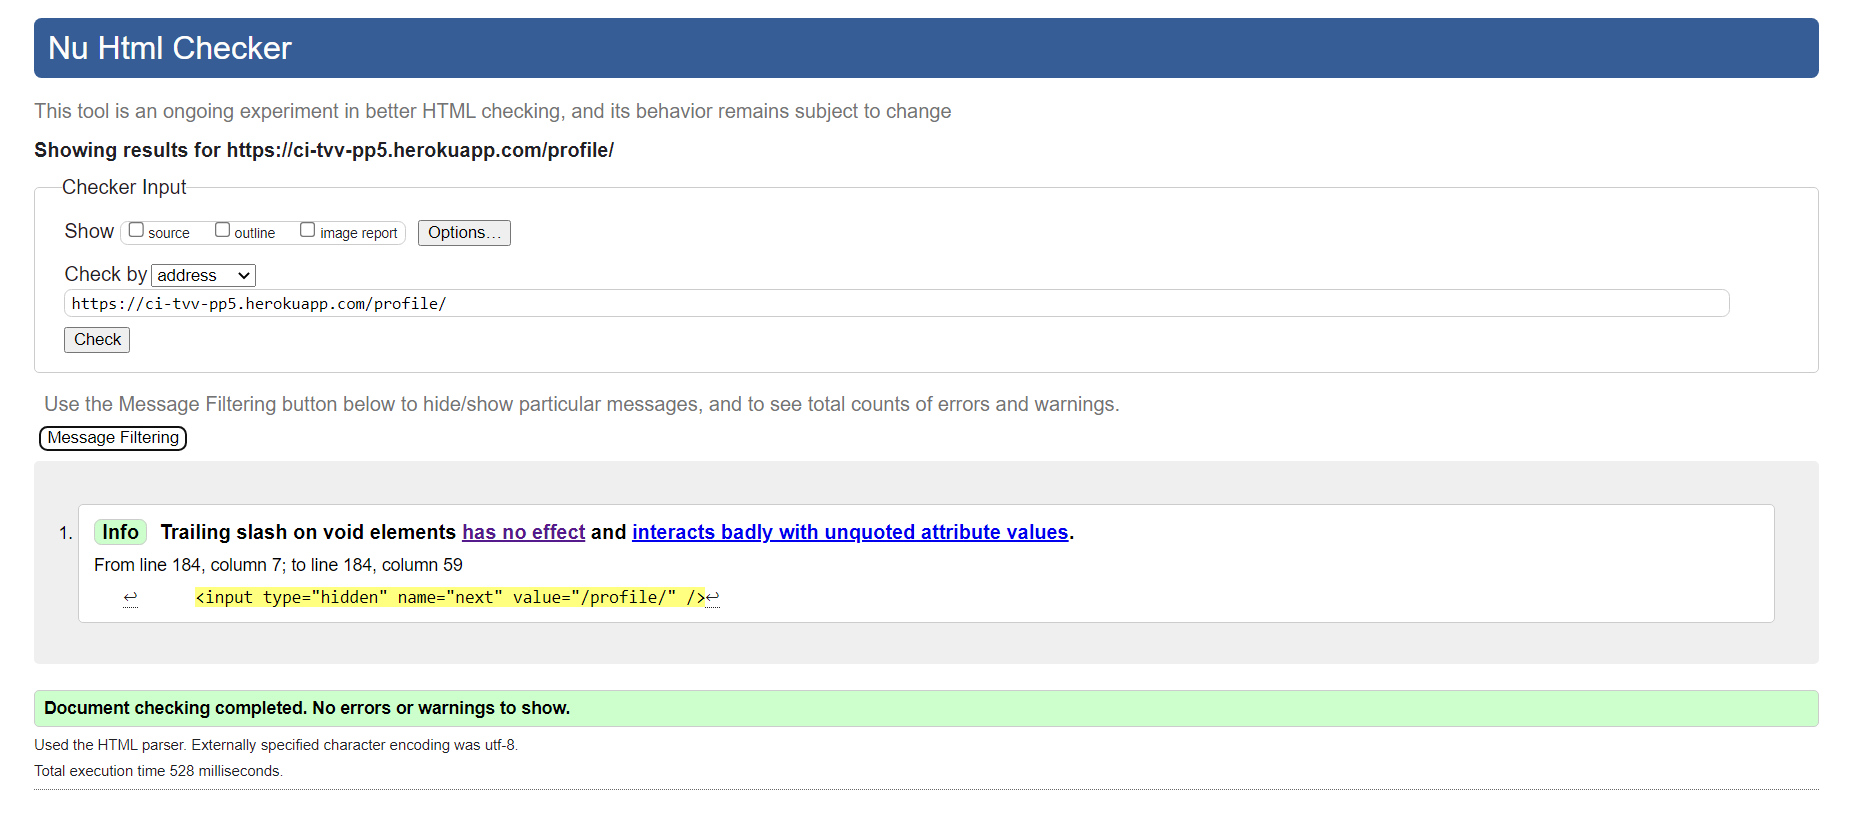 Nu Html Checker
This tool is an ongoing experiment in better HTML checking, and its behavior remains subject to change
Showing results for https://ci-tvv-pp5.herokuapp.com/profile/
Checker Input
Show source outline image report Options...
Check by address
https://ci-tvv-pp5.herokuapp.com/profile/
Check
Use the Message Filtering button below to hide/show particular messages, and to see total counts of errors and warnings.
Message Filtering
1. Info Trailing slash on void elements has no effect and interacts badly with unquoted attribute values.
From line 184, column 7; to line 184, column 59
↩ <input type="hidden" name="next" value="/profile/" />↩
Document checking completed. No errors or warnings to show.
Used the HTML parser. Externally specified character encoding was utf-8.
Total execution time 528 milliseconds.